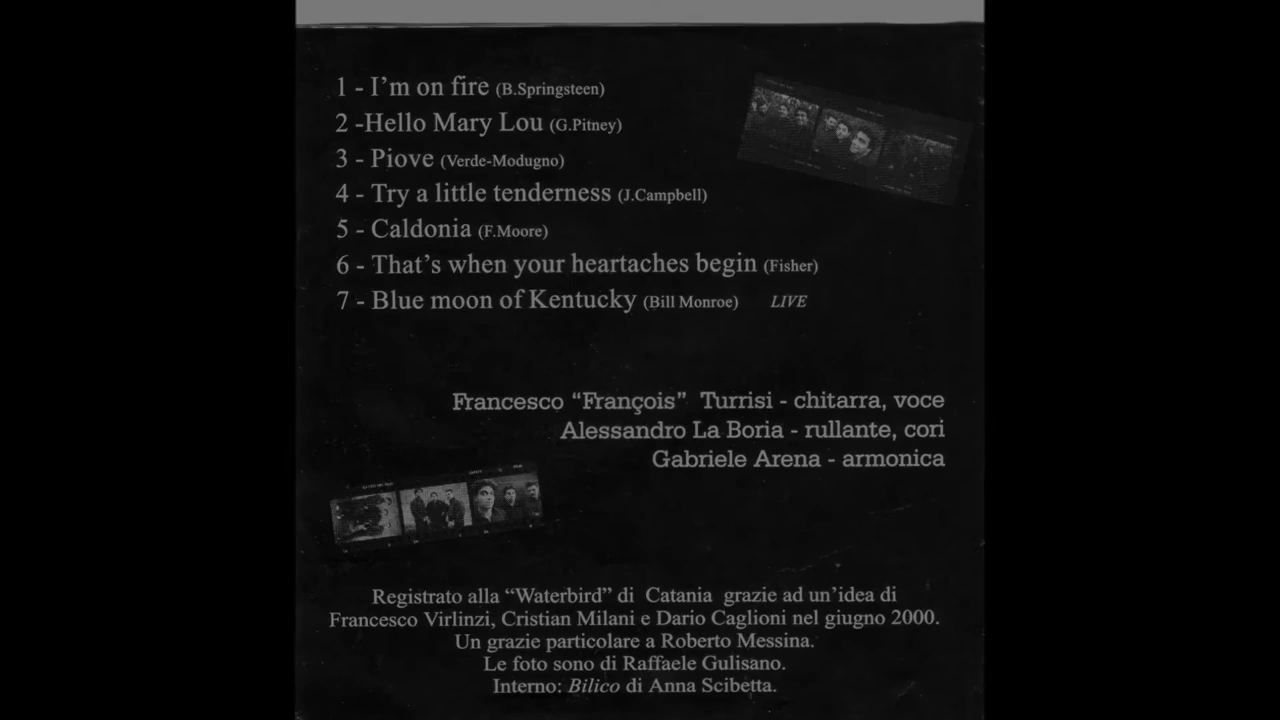 1 - I'm on fire (B.Springsteen)
2 -Hello Mary Lou (G.Pitney)
3 - Piove (Verde-Modugno)
4 - Try a little tenderness (J.Campbell)
5 - Caldonia (F.Moore)
6 - That's when your heartaches begin (Fisher)
7 - Blue moon of Kentucky (Bill Monroe) LIVE
Francesco “François” Turrisi - chitarra, voce
Alessandro La Boria - rullante, cori
Gabriele Arena - armonica
Registrato alla “Waterbird” di Catania grazie ad un'idea di
Francesco Virlinzi, Cristian Milani e Dario Caglioni nel giugno 2000.
Un grazie particolare a Roberto Messina.
Le foto sono di Raffaele Gulisano.
Interno: Bilico di Anna Scibetta.